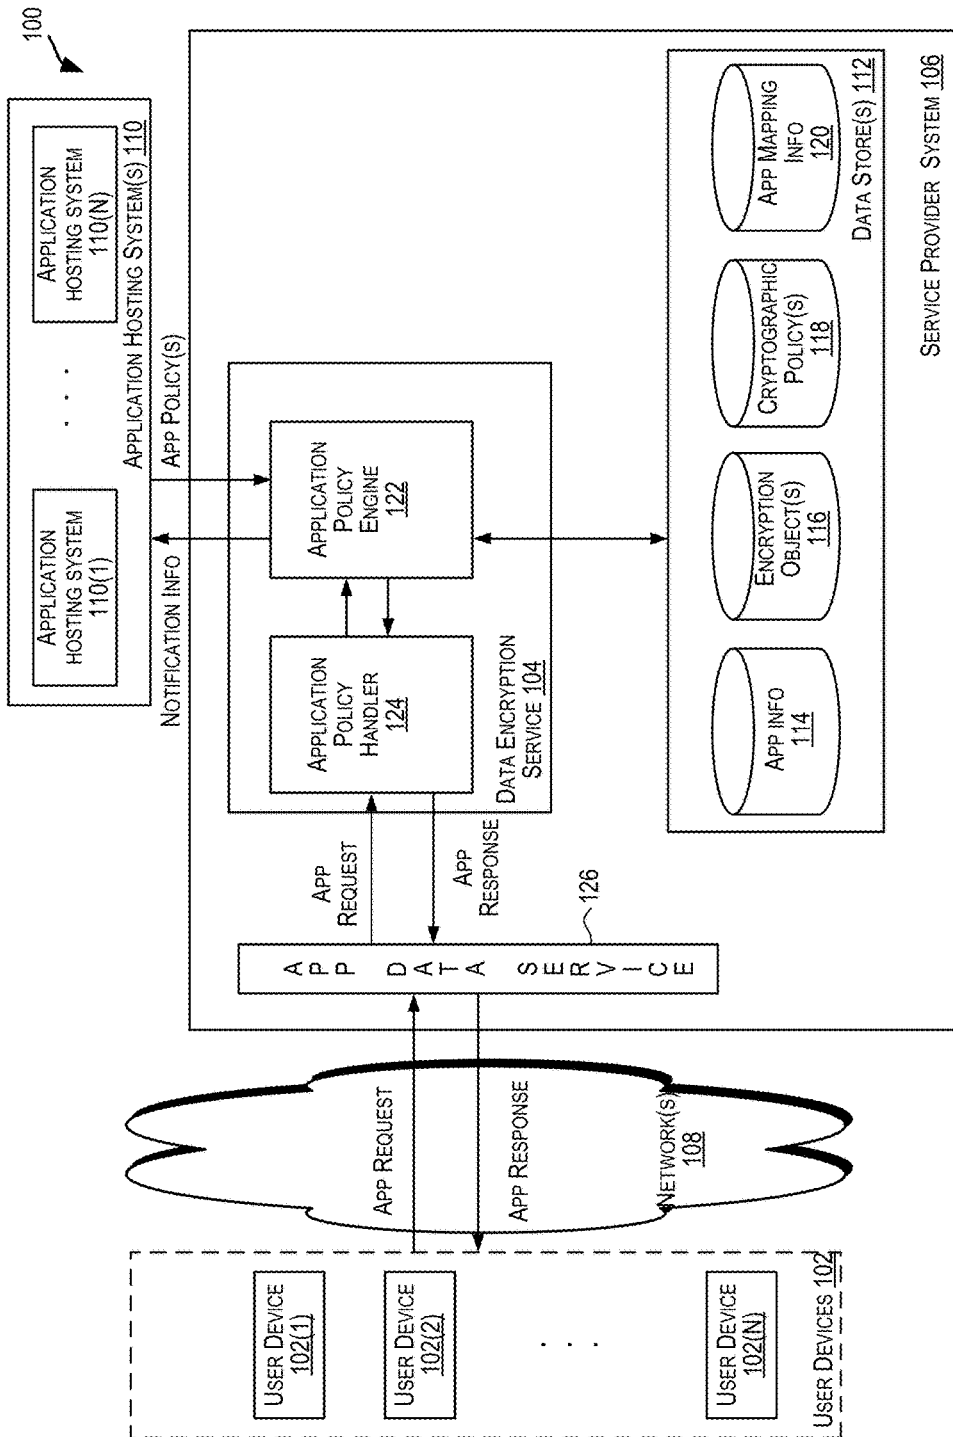 100
APPLICATION
HOSTING SYSTEM
110(1)
. . .
APPLICATION
HOSTING SYSTEM
110(N)
APPLICATION HOSTING SYSTEM(S) 110
NOTIFICATION INFO
APP POLICY(S)
USER DEVICE
102(1)
USER DEVICE
102(2)
. . .
USER DEVICE
102(N)
USER DEVICES 102
APP REQUEST
APP RESPONSE
NETWORK(S)
108
APP DATA SERVICE
126
APP
REQUEST
APP
RESPONSE
APPLICATION
POLICY
HANDLER
124
APPLICATION
POLICY
ENGINE
122
DATA ENCRYPTION
SERVICE 104
APP INFO
114
ENCRYPTION
OBJECT(S)
116
CRYPTOGRAPHIC
POLICY(S)
118
APP MAPPING
INFO
120
DATA STORE(S) 112
SERVICE PROVIDER SYSTEM 106